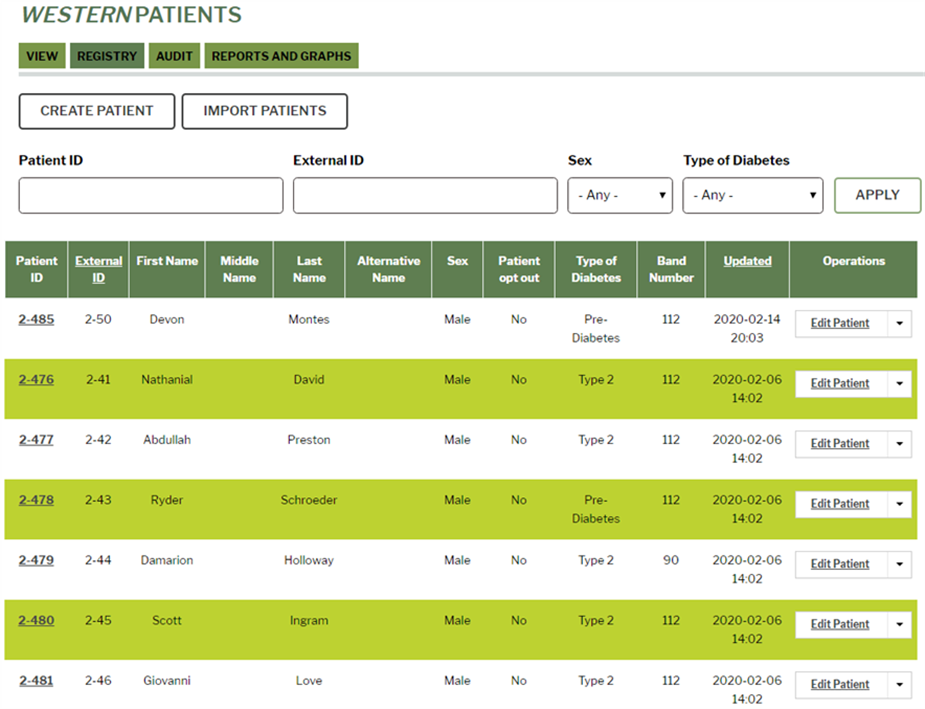 WESTERNPATIENTS
VIEW REGISTRY AUDIT REPORTS AND GRAPHS
CREATE PATIENT IMPORT PATIENTS
Patient ID External ID Sex Type of Diabetes
- Any - - Any - APPLY
Patient External First Name Middle Last Alternative Sex Patient Type of Band Updated Operations
ID ID Name Name Name opt out Diabetes Number
2-485 2-50 Devon Montes Male No Pre- 112 2020-02-14 Edit Patient
Diabetes 20:03
2-476 2-41 Nathanial David Male No Type 2 112 2020-02-06 Edit Patient
14:02
2-477 2-42 Abdullah Preston Male No Type 2 112 2020-02-06 Edit Patient
14:02
2-478 2-43 Ryder Schroeder Male No Pre- 112 2020-02-06 Edit Patient
Diabetes 14:02
2-479 2-44 Damarion Holloway Male No Type 2 90 2020-02-06 Edit Patient
14:02
2-480 2-45 Scott Ingram Male No Type 2 112 2020-02-06 Edit Patient
14:02
2-481 2-46 Giovanni Love Male No Type 2 112 2020-02-06 Edit Patient
14:02